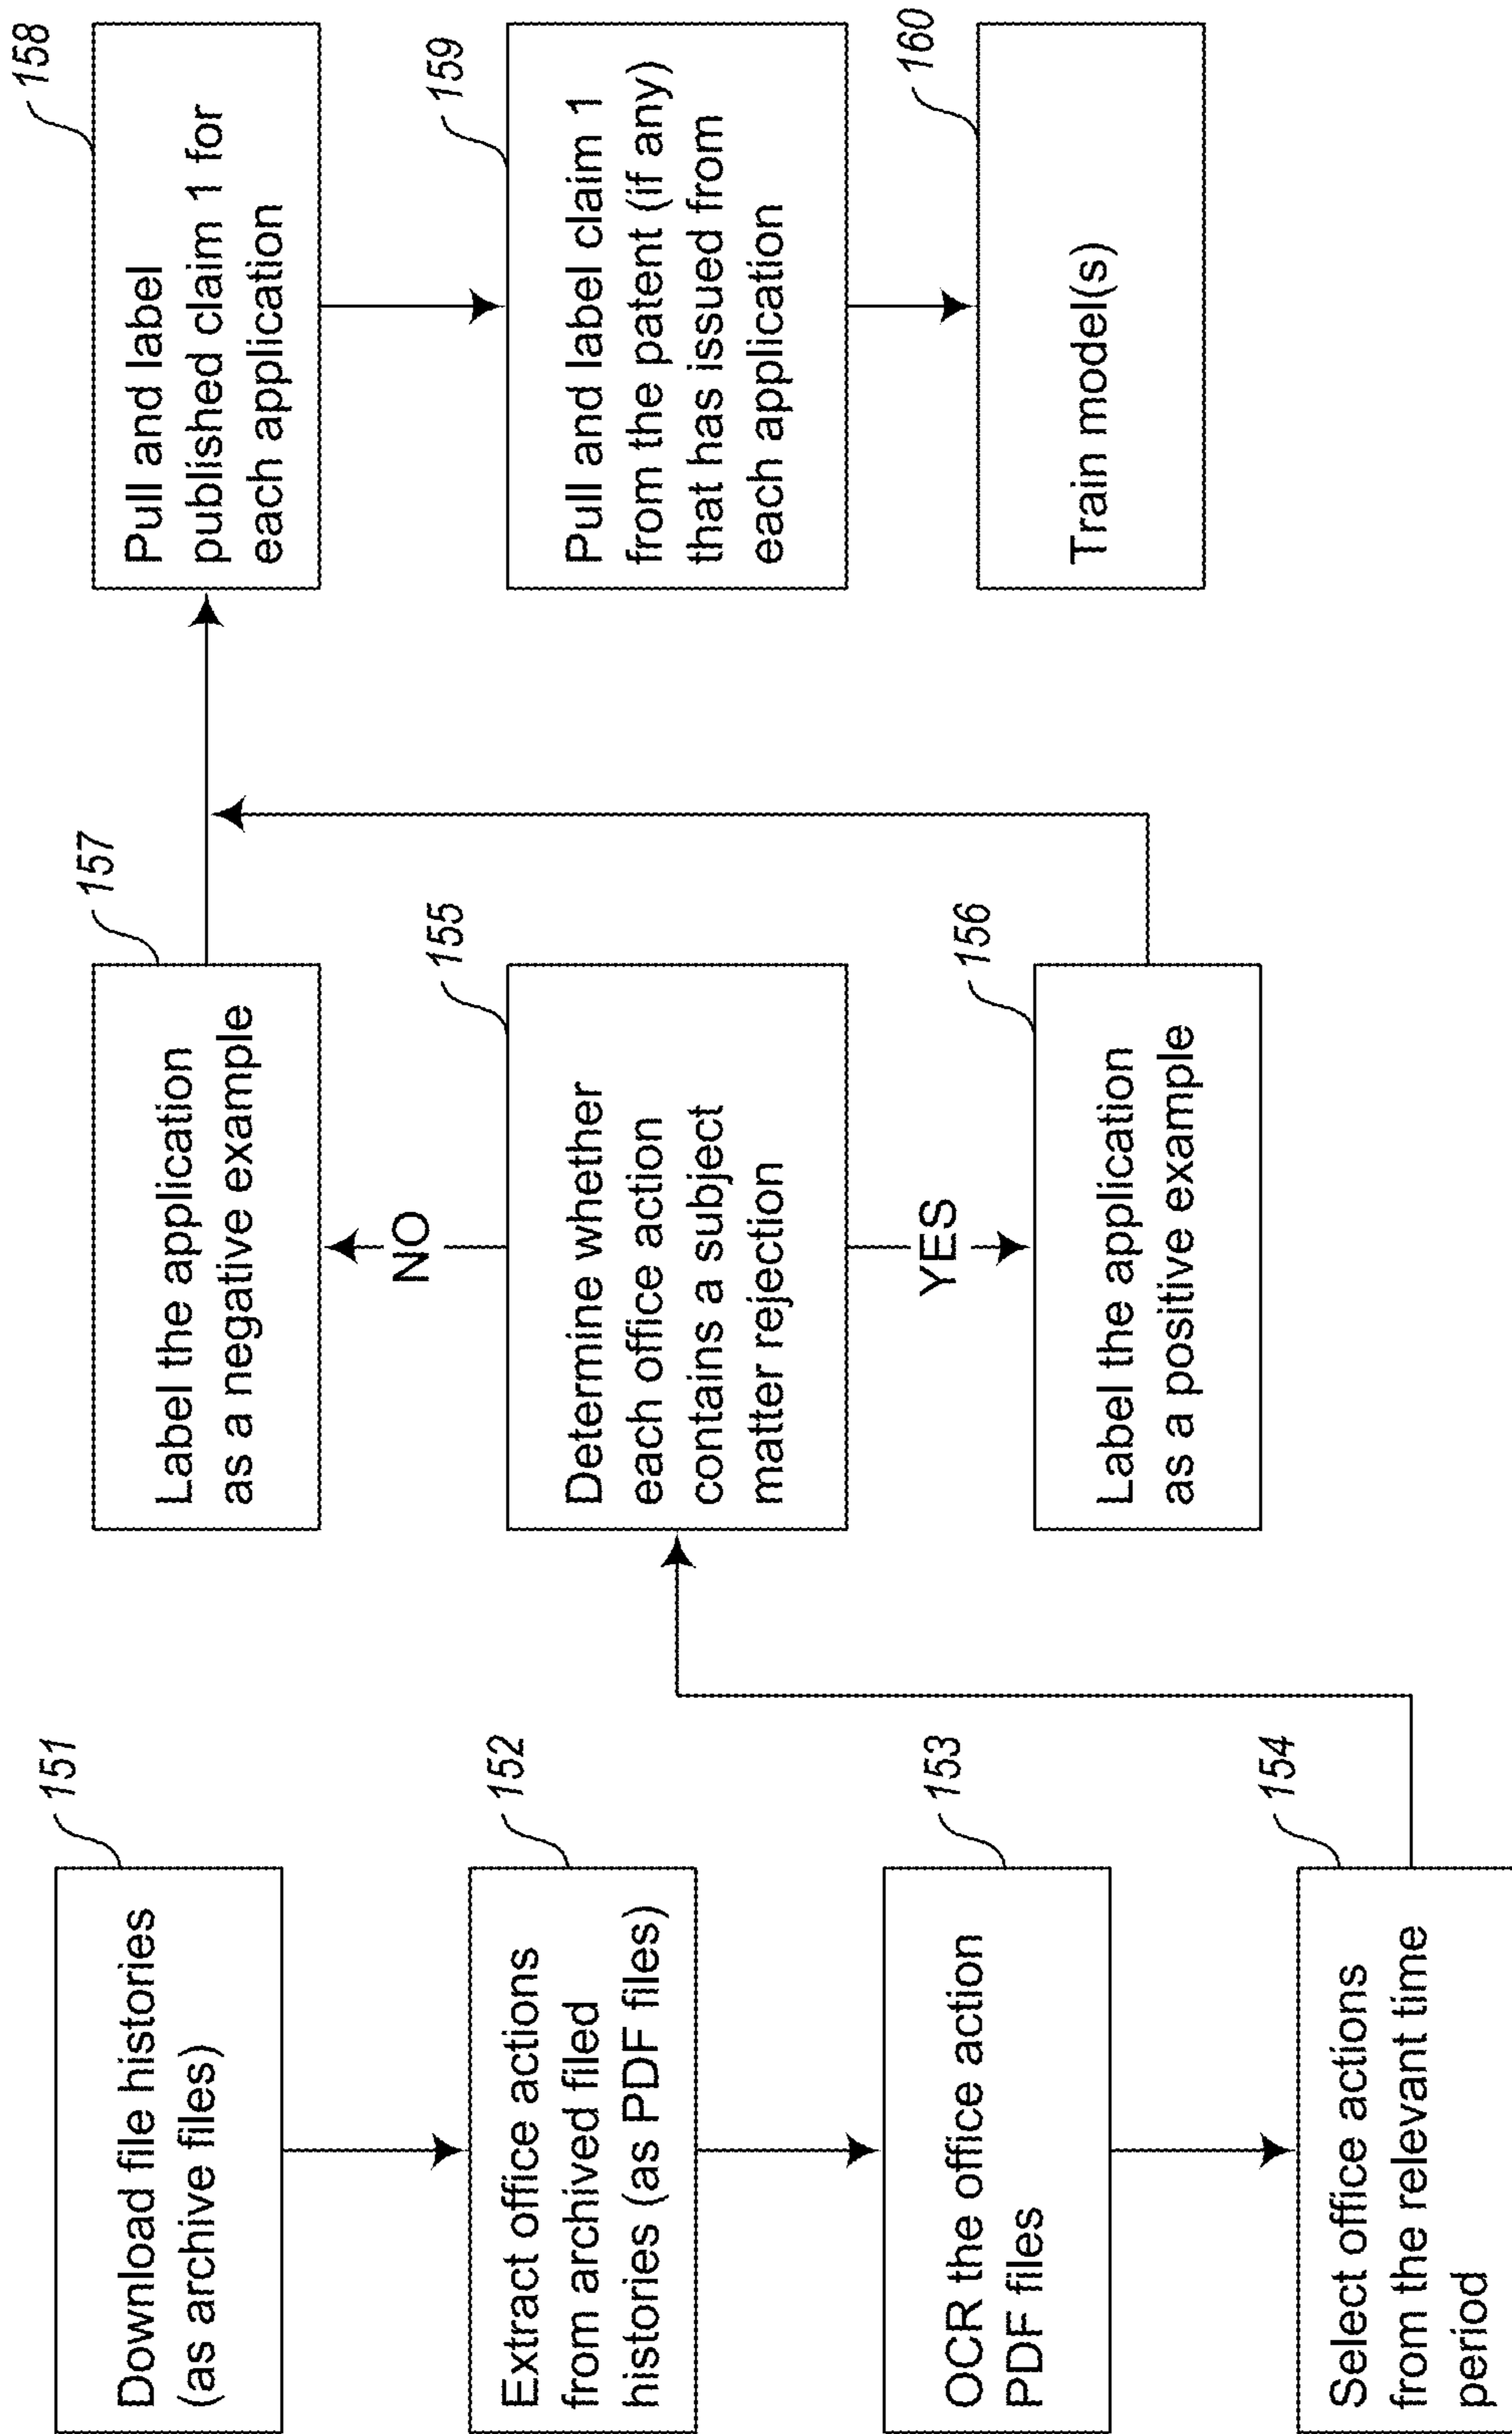 151
Download file histories
(as archive files)
152
Extract office actions
from archived filed
histories (as PDF files)
153
OCR the office action
PDF files
154
Select office actions
from the relevant time
period
157
Label the application
as a negative example
NO
155
Determine whether
each office action
contains a subject
matter rejection
YES
156
Label the application
as a positive example
158
Pull and label
published claim 1 for
each application
159
Pull and label claim 1
from the patent (if any)
that has issued from
each application
160
Train model(s)